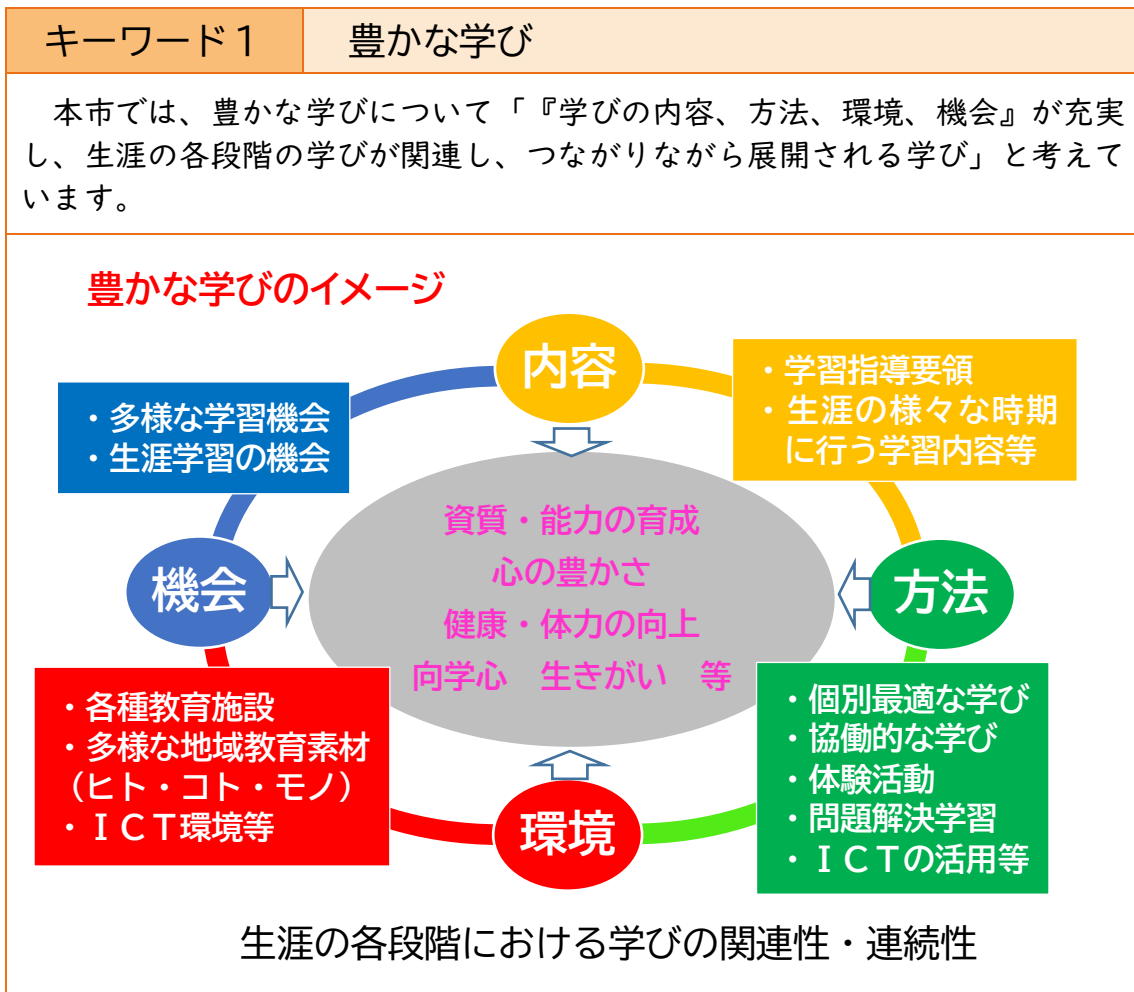 キーワード１
豊かな学び
本市では、豊かな学びについて「『学びの内容、方法、環境、機会』が充実
し、生涯の各段階の学びが関連し、つながりながら展開される学び」と考えて
います。
豊かな学びのイメージ
内容
・学習指導要領
・生涯の様々な時期
に行う学習内容等
・多様な学習機会
・生涯学習の機会
資質・能力の育成
心の豊かさ
健康・体力の向上
向学心　生きがい　等
機会
方法
・各種教育施設
・多様な地域教育素材
（ヒト・コト・モノ）
・ＩＣＴ環境等
環境
・個別最適な学び
・協働的な学び
・体験活動
・問題解決学習
・ＩＣＴの活用等
生涯の各段階における学びの関連性・連続性